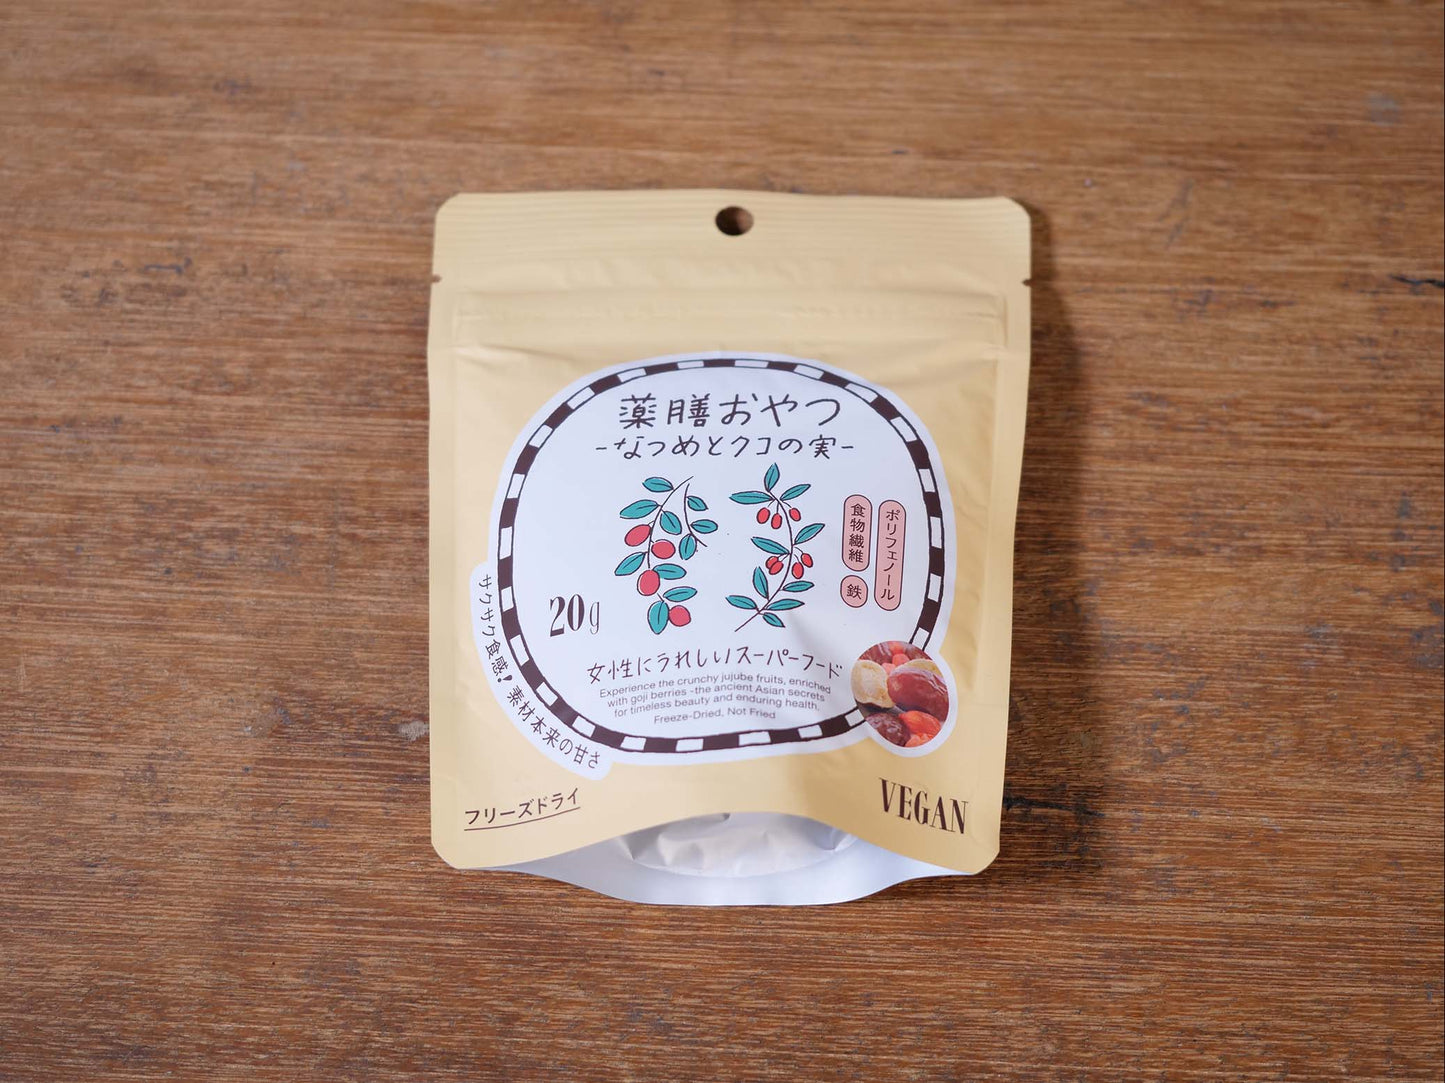 薬膳おやつ
-なつめとクコの実-
ポリフェノール
食物繊維
鉄
20g
女性にうれしいスーパーフード
Experience the crunchy jujube fruits, enriched
with goji berries -the ancient Asian secrets
for timeless beauty and enduring health.
Freeze-Dried, Not Fried
サクサク食感! 素材本来の甘さ
フリーズドライ
VEGAN